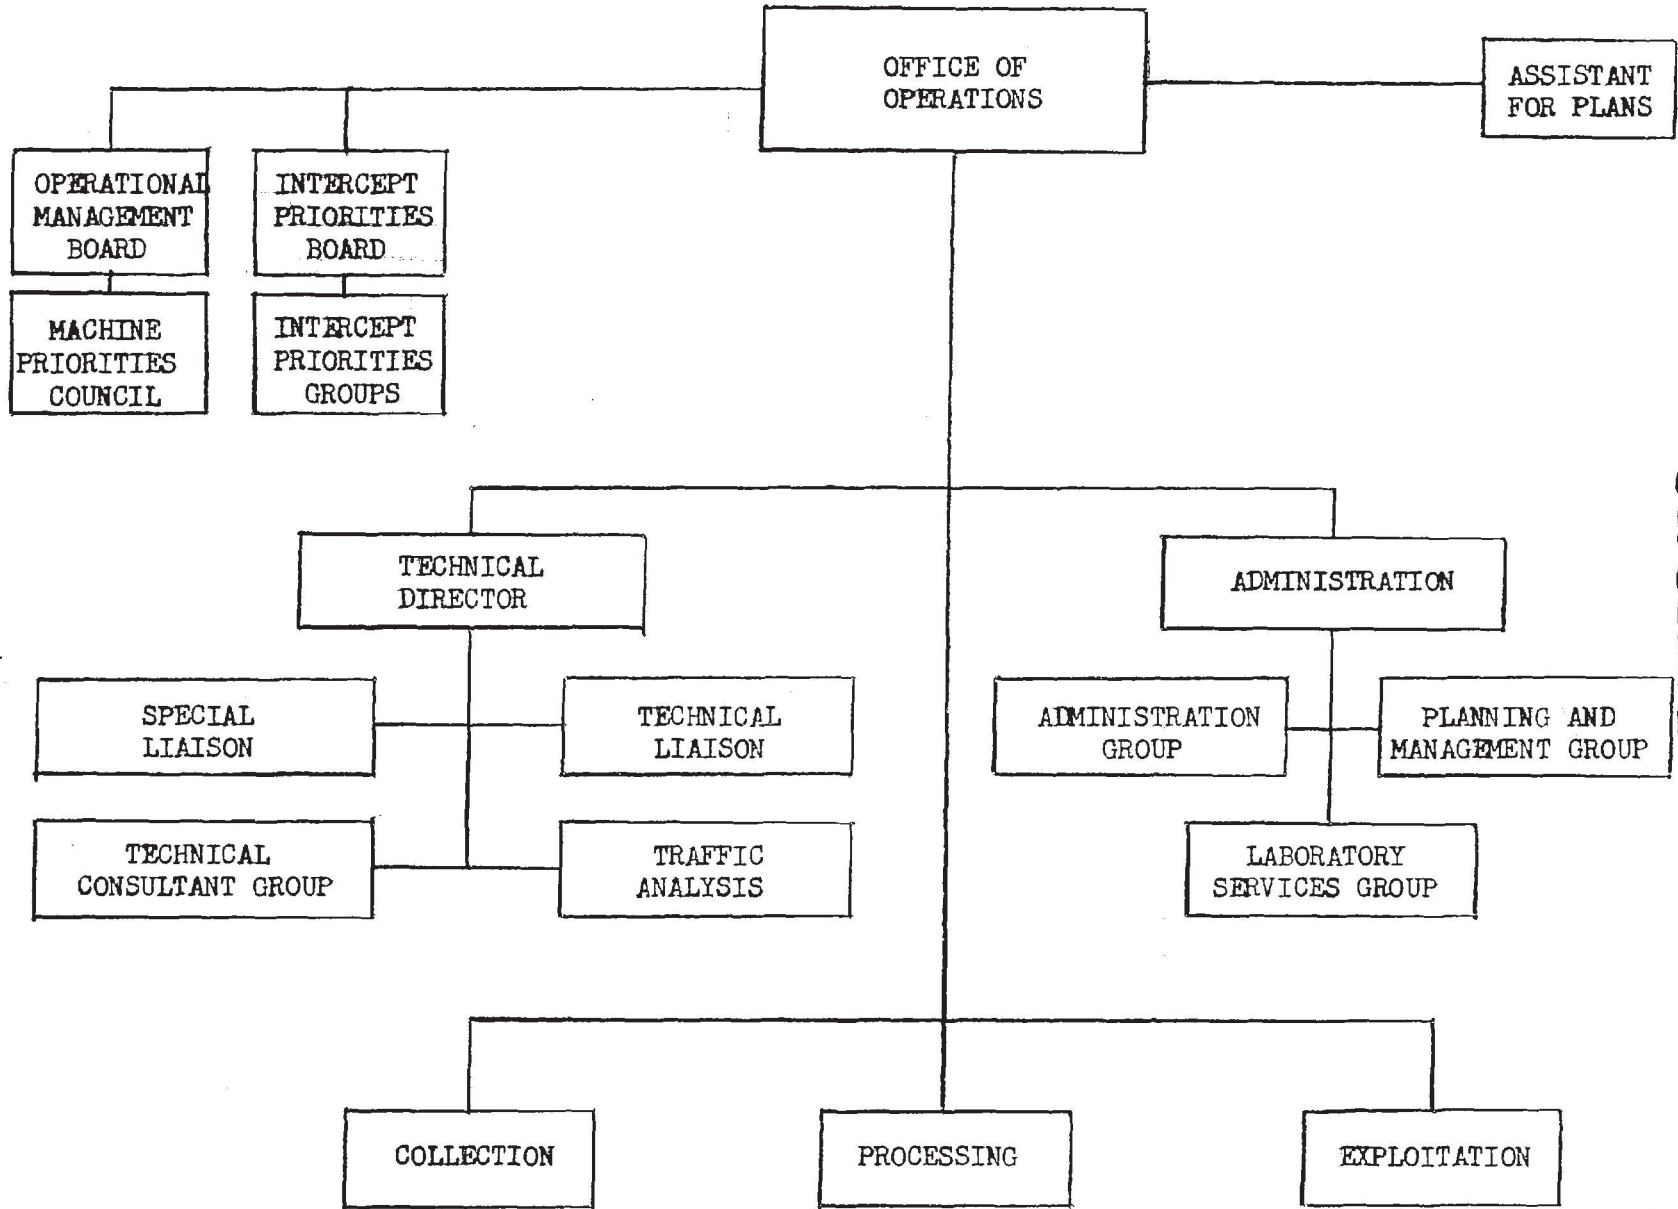 OFFICE OF
OPERATIONS
ASSISTANT
FOR PLANS
OPERATIONAL
MANAGEMENT
BOARD
INTERCEPT
PRIORITIES
BOARD
MACHINE
PRIORITIES
COUNCIL
INTERCEPT
PRIORITIES
GROUPS
TECHNICAL
DIRECTOR
ADMINISTRATION
SPECIAL
LIAISON
TECHNICAL
LIAISON
ADMINISTRATION
GROUP
PLANNING AND
MANAGEMENT GROUP
TECHNICAL
CONSULTANT GROUP
TRAFFIC
ANALYSIS
LABORATORY
SERVICES GROUP
COLLECTION
PROCESSING
EXPLOITATION